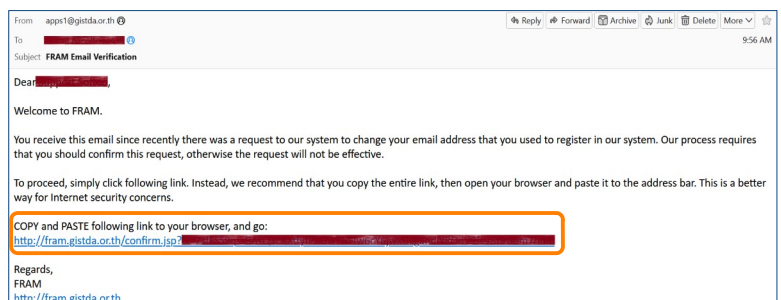 From apps1@gistda.or.th Reply Forward Archive Junk Delete More
To 9:56 AM
Subject FRAM Email Verification
Dear ,
Welcome to FRAM.
You receive this email since recently there was a request to our system to change your email address that you used to register in our system. Our process requires
that you should confirm this request, otherwise the request will not be effective.
To proceed, simply click following link. Instead, we recommend that you copy the entire link, then open your browser and paste it to the address bar. This is a better
way for Internet security concerns.
COPY and PASTE following link to your browser, and go:
http://fram.gistda.or.th/confirm.jsp?
Regards,
FRAM
http://fram.gistda.or.th